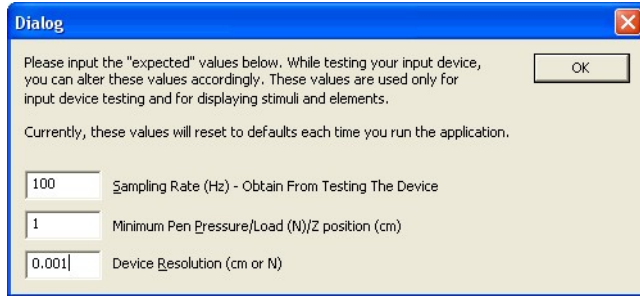 Dialog
Please input the "expected" values below. While testing your input device,
you can alter these values accordingly. These values are used only for
input device testing and for displaying stimuli and elements.
OK
Currently, these values will reset to defaults each time you run the application.
100 Sampling Rate (Hz) - Obtain From Testing The Device
1 Minimum Pen Pressure/Load (N)/Z position (cm)
0.001 Device Resolution (cm or N)